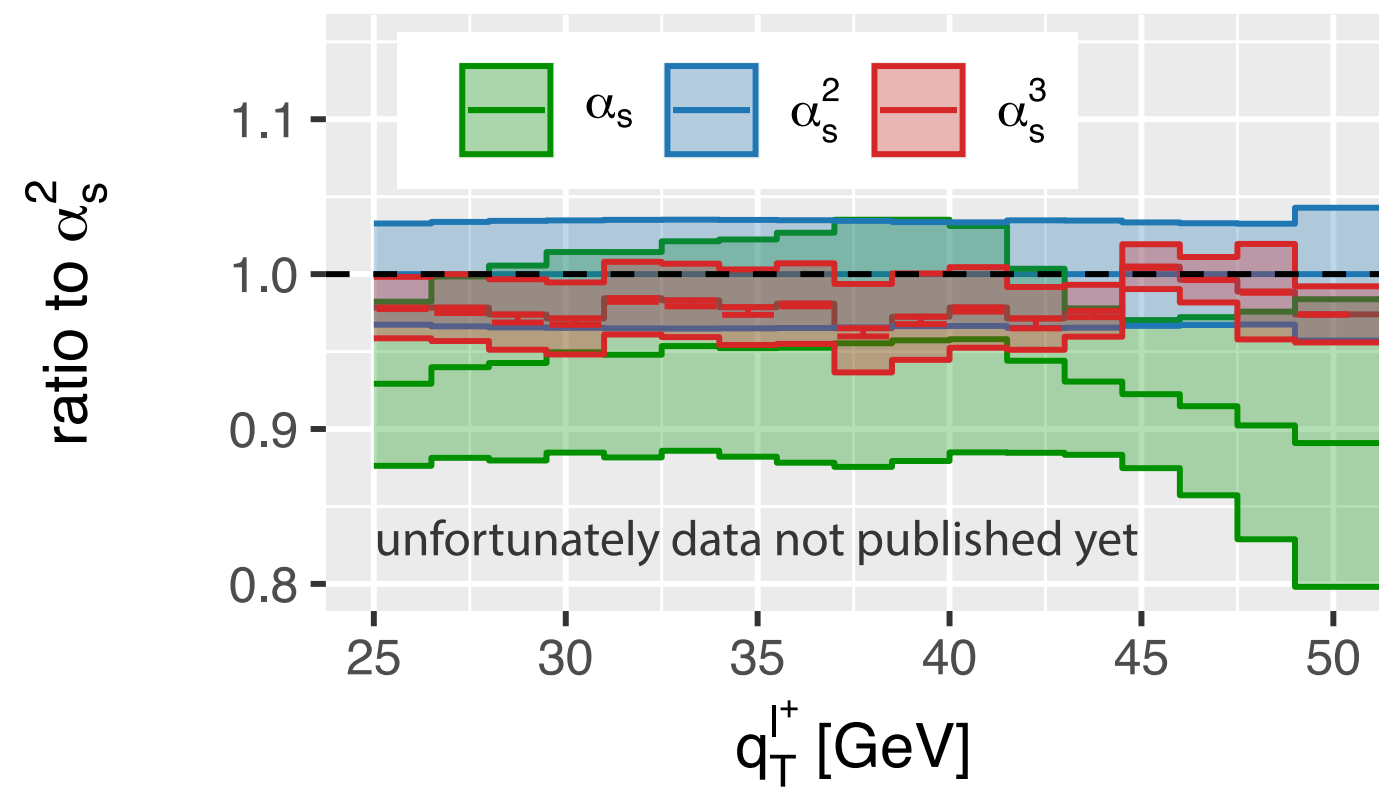 αₛ αₛ² αₛ³
ratio to αₛ²
1.1
1.0
0.9
0.8
unfortunately data not published yet
25 30 35 40 45 50
q_T^{l⁺} [GeV]